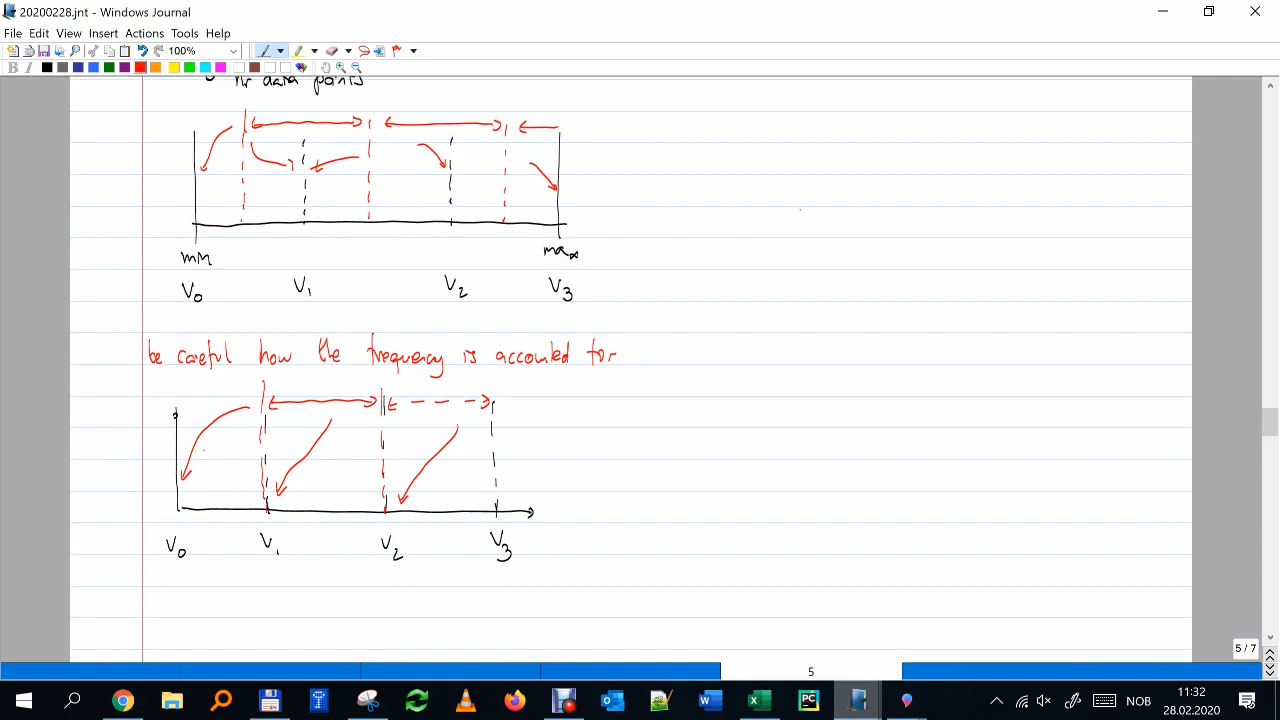 20200228.jnt - Windows Journal
File Edit View Insert Actions Tools Help
100%
B I
nr data points
min max
V0 V1 V2 V3
be careful how the frequency is accounted for
V0 V1 V2 V3
5 / 7
5
NOB
11:32
28.02.2020